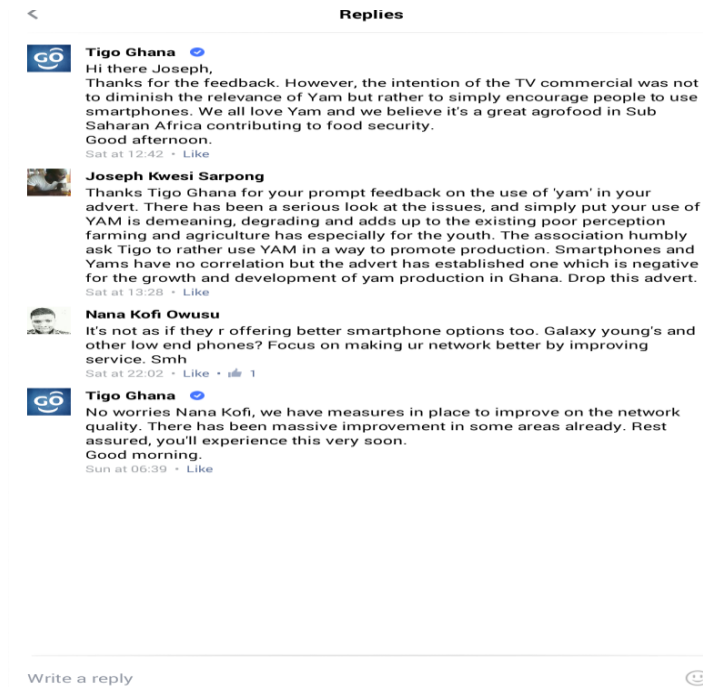 Replies
GO
Tigo Ghana
Hi there Joseph,
Thanks for the feedback. However, the intention of the TV commercial was not
to diminish the relevance of Yam but rather to simply encourage people to use
smartphones. We all love Yam and we believe it's a great agrofood in Sub
Saharan Africa contributing to food security.
Good afternoon.
Sat at 12:42 • Like
Joseph Kwesi Sarpong
Thanks Tigo Ghana for your prompt feedback on the use of 'yam' in your
advert. There has been a serious look at the issues, and simply put your use of
YAM is demeaning, degrading and adds up to the existing poor perception
farming and agriculture has especially for the youth. The association humbly
ask Tigo to rather use YAM in a way to promote production. Smartphones and
Yams have no correlation but the advert has established one which is negative
for the growth and development of yam production in Ghana. Drop this advert.
Sat at 13:28 • Like
Nana Kofi Owusu
It's not as if they r offering better smartphone options too. Galaxy young's and
other low end phones? Focus on making ur network better by improving
service. Smh
Sat at 22:02 • Like • 1
GO
Tigo Ghana
No worries Nana Kofi, we have measures in place to improve on the network
quality. There has been massive improvement in some areas already. Rest
assured, you'll experience this very soon.
Good morning.
Sun at 06:39 • Like
Write a reply